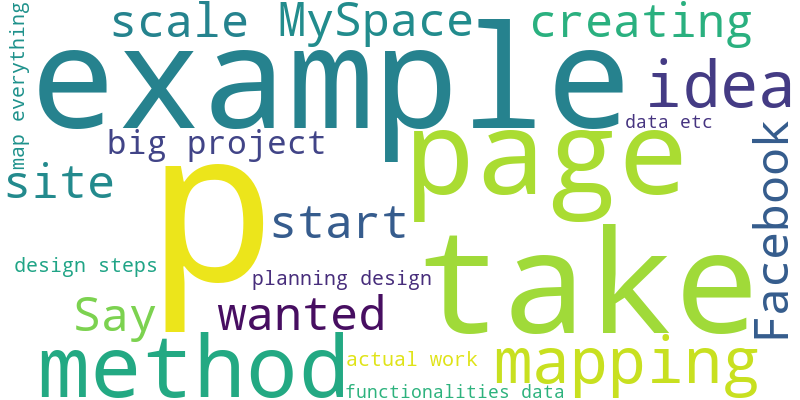 map everything
scale
MySpace
creating
example
idea
data etc
big project
page
Facebook
site
p
start
take
design steps
planning design
Say
wanted
method
actual work
mapping
functionalities data